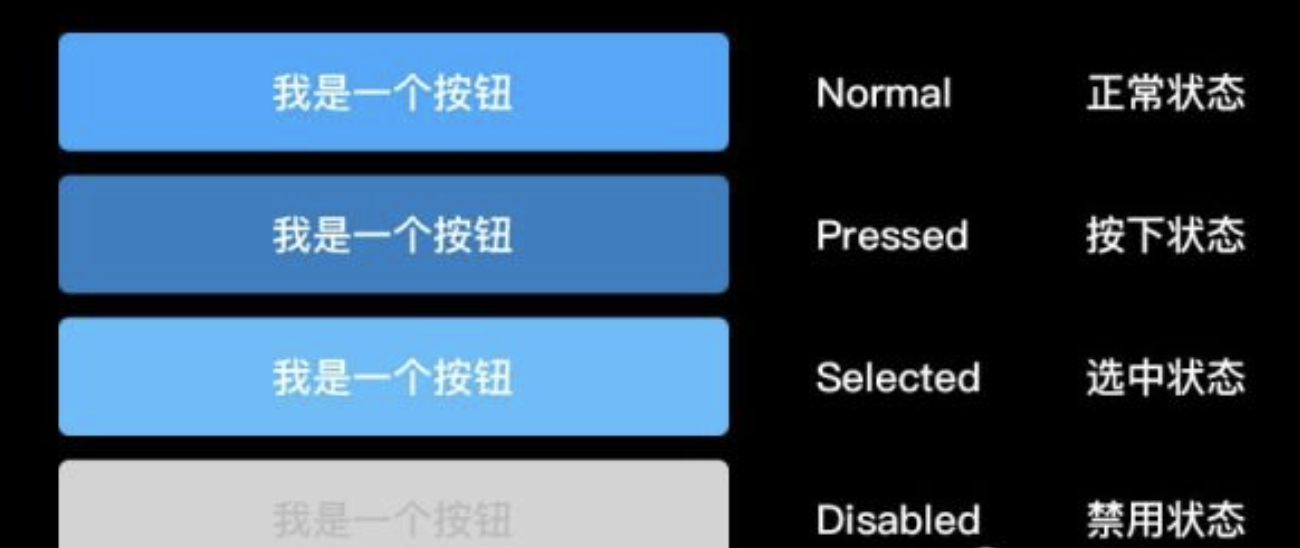 我是一个按钮 Normal 正常状态
我是一个按钮 Pressed 按下状态
我是一个按钮 Selected 选中状态
我是一个按钮 Disabled 禁用状态